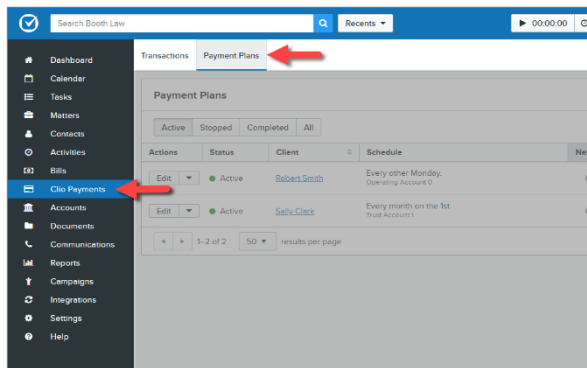 Search Booth Law
Recents
00:00:00
Dashboard
Calendar
Tasks
Matters
Contacts
Activities
Bills
Clio Payments
Accounts
Documents
Communications
Reports
Campaigns
Integrations
Settings
Help
Transactions Payment Plans
Payment Plans
Active Stopped Completed All
Actions Status Client Schedule Ne
Edit Active Robert Smith Every other Monday.
Operating Account 0
Edit Active Sally Clark Every month on the 1st.
Trust Account 1
1–2 of 2 50 results per page